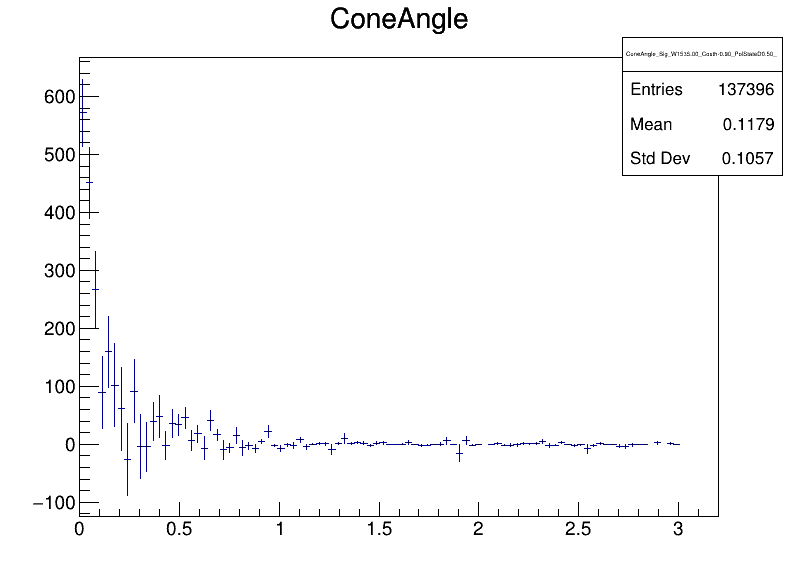 ConeAngle
ConeAngle_Sig_W1535.00_Costh-0.90_PolStateD0.50_
Entries 137396
Mean 0.1179
Std Dev 0.1057
600
500
400
300
200
100
0
−100
0 0.5 1 1.5 2 2.5 3